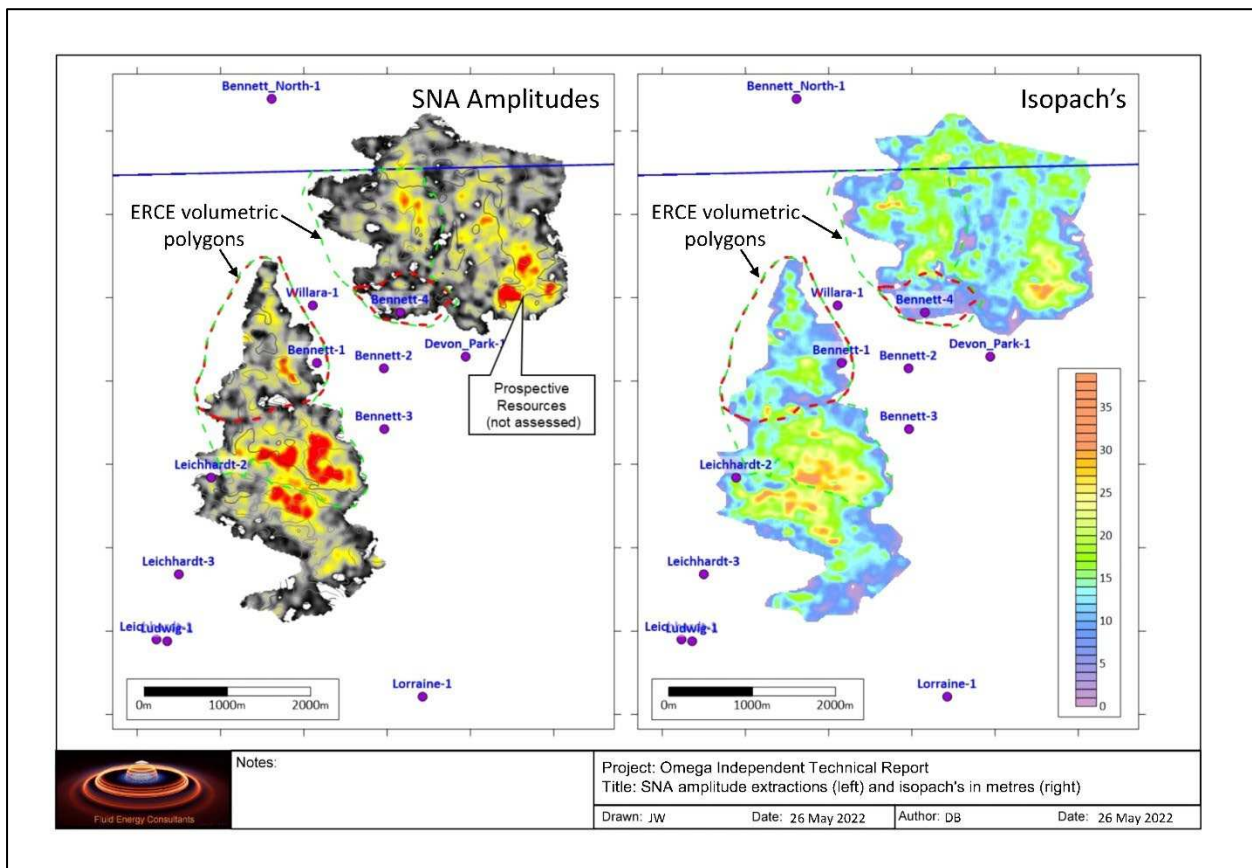 Bennett_North-1
SNA Amplitudes
ERCE volumetric
polygons
Willara-1
Bennett-4
Bennett-1
Bennett-2
Devon_Park-1
Prospective
Resources
(not assessed)
Bennett-3
Leichhardt-2
Leichhardt-3
Ludwig-1
Lorraine-1
0m 1000m 2000m
Bennett_North-1
Isopach's
ERCE volumetric
polygons
Willara-1
Bennett-4
Bennett-1
Bennett-2
Devon_Park-1
Bennett-3
Leichhardt-2
Leichhardt-3
Ludwig-1
Lorraine-1
0m 1000m 2000m
35
30
25
20
15
10
5
0
Fluid Energy Consultants
Notes:
Project: Omega Independent Technical Report
Title: SNA amplitude extractions (left) and isopach's in metres (right)
Drawn: JW Date: 26 May 2022 Author: DB Date: 26 May 2022